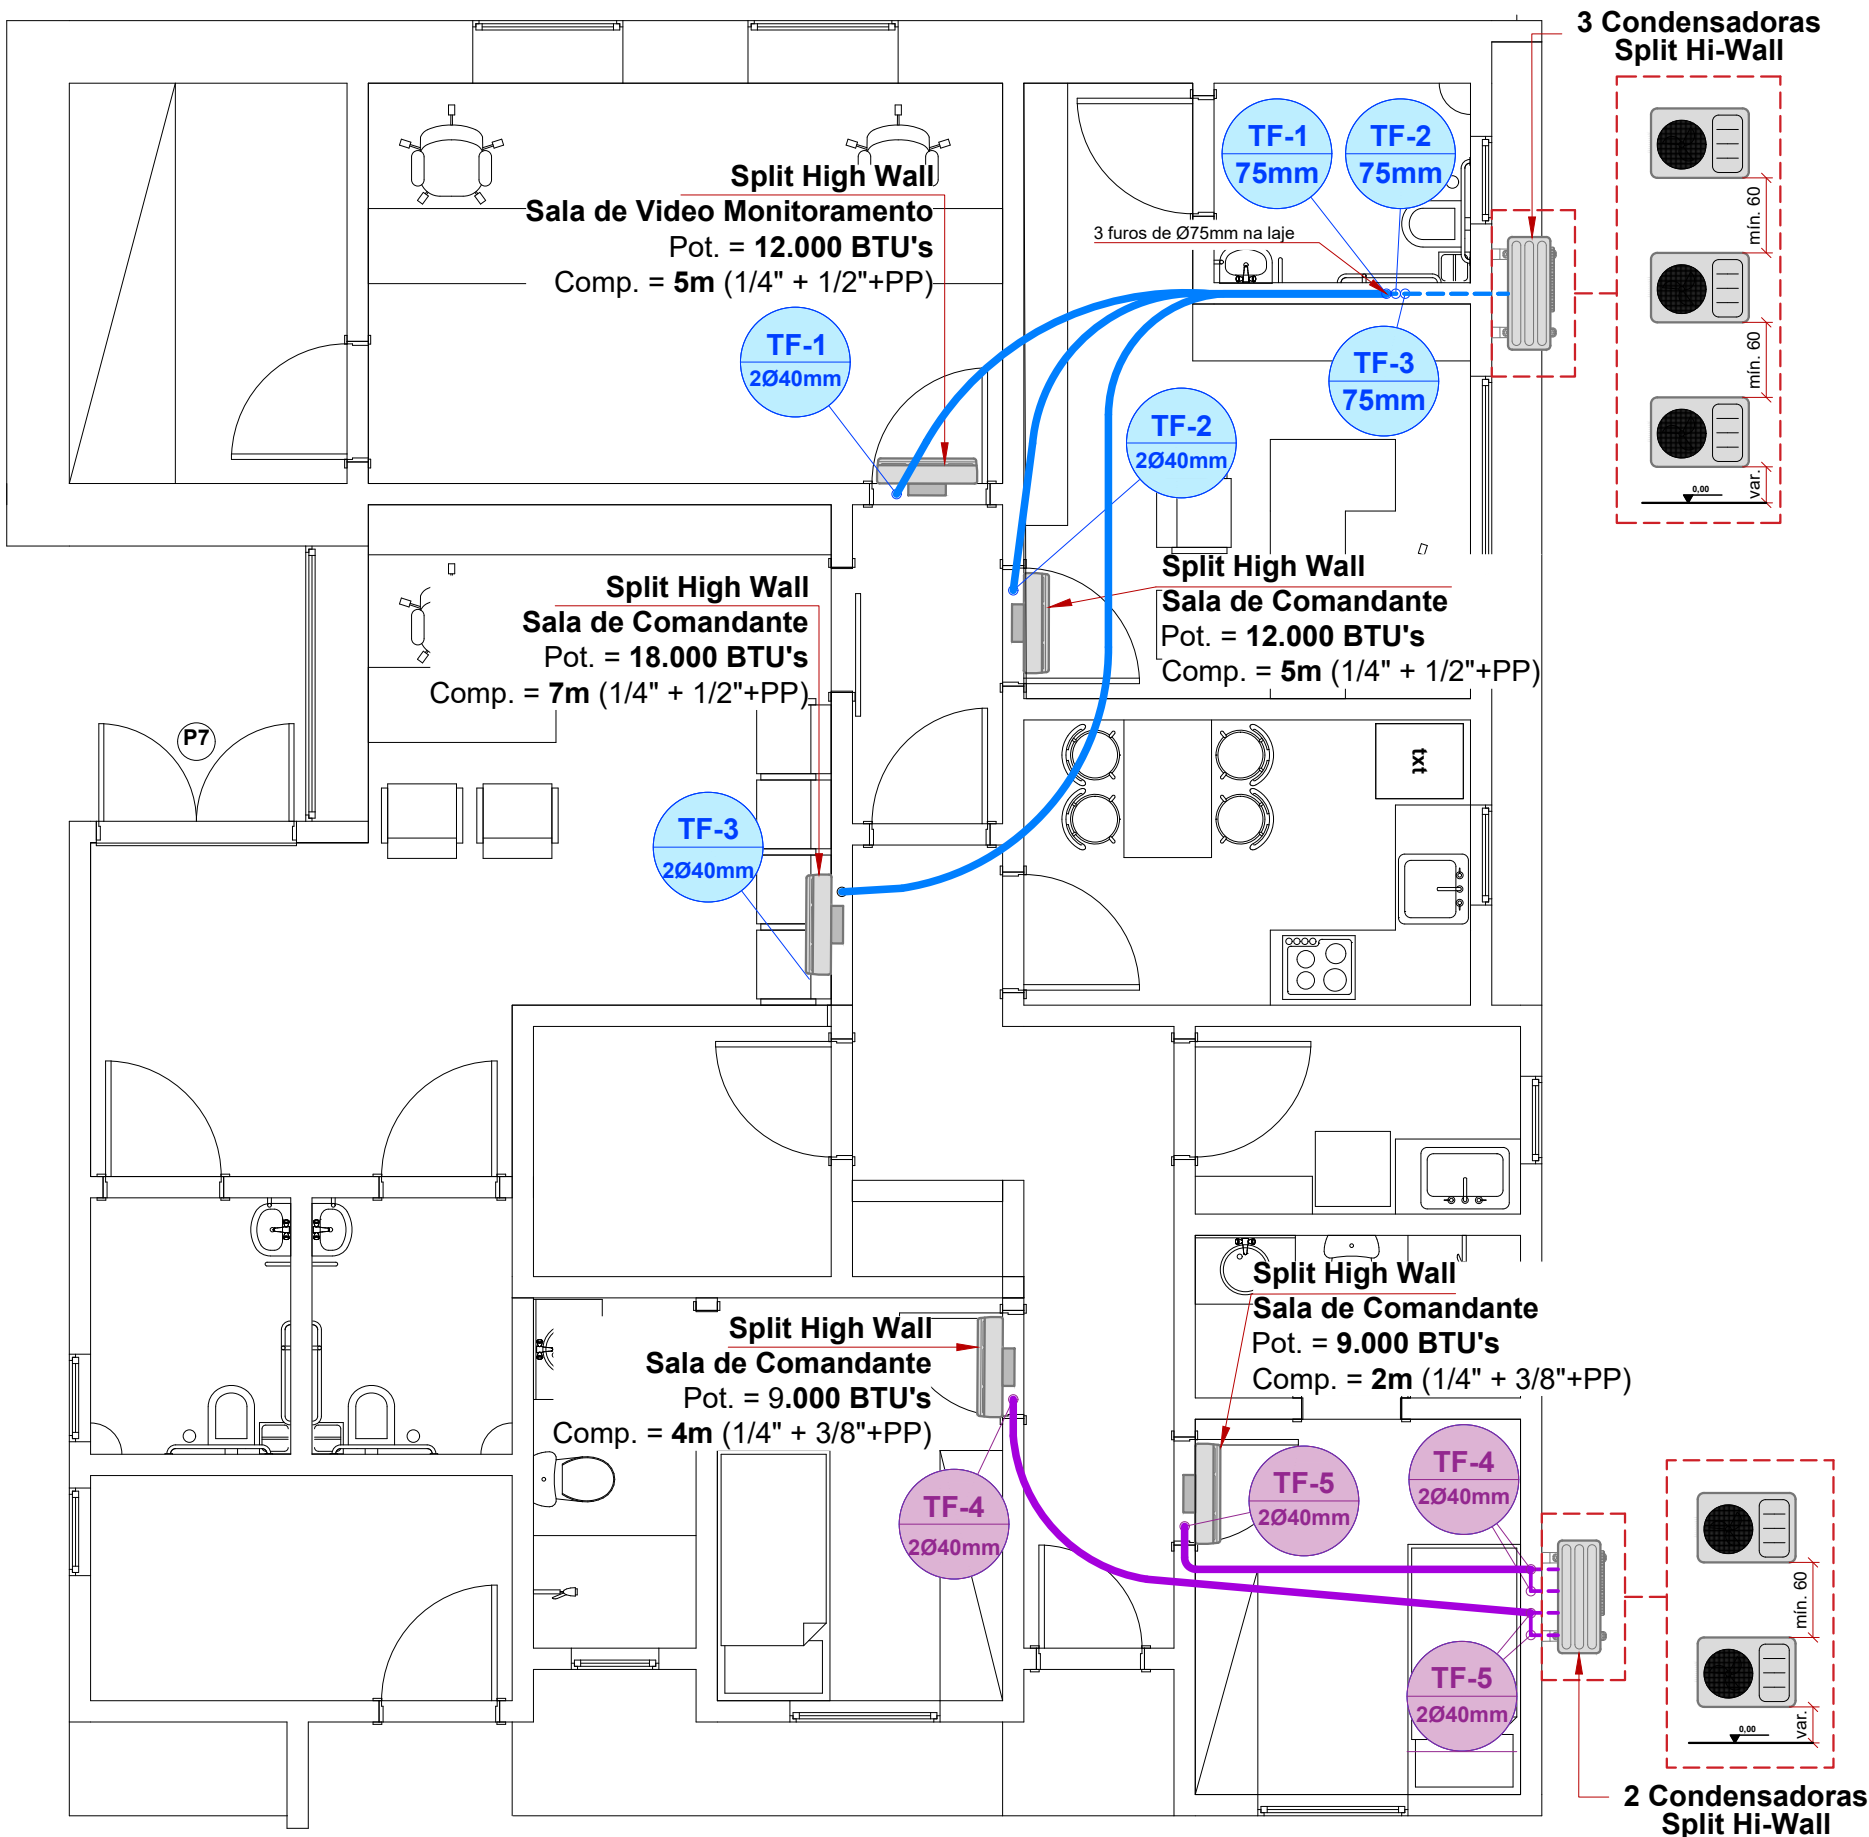 3 Condensadoras
Split Hi-Wall
mín. 60
mín. 60
var.
0,00
TF-1
75mm
TF-2
75mm
3 furos de Ø75mm na laje
TF-3
75mm
Split High Wall
Sala de Video Monitoramento
Pot. = 12.000 BTU's
Comp. = 5m (1/4" + 1/2"+PP)
TF-1
2Ø40mm
TF-2
2Ø40mm
Split High Wall
Sala de Comandante
Pot. = 18.000 BTU's
Comp. = 7m (1/4" + 1/2"+PP)
Split High Wall
Sala de Comandante
Pot. = 12.000 BTU's
Comp. = 5m (1/4" + 1/2"+PP)
P7
txt
TF-3
2Ø40mm
Split High Wall
Sala de Comandante
Pot. = 9.000 BTU's
Comp. = 4m (1/4" + 3/8"+PP)
Split High Wall
Sala de Comandante
Pot. = 9.000 BTU's
Comp. = 2m (1/4" + 3/8"+PP)
TF-4
2Ø40mm
TF-5
2Ø40mm
TF-4
2Ø40mm
TF-5
2Ø40mm
mín. 60
var.
0,00
2 Condensadoras
Split Hi-Wall